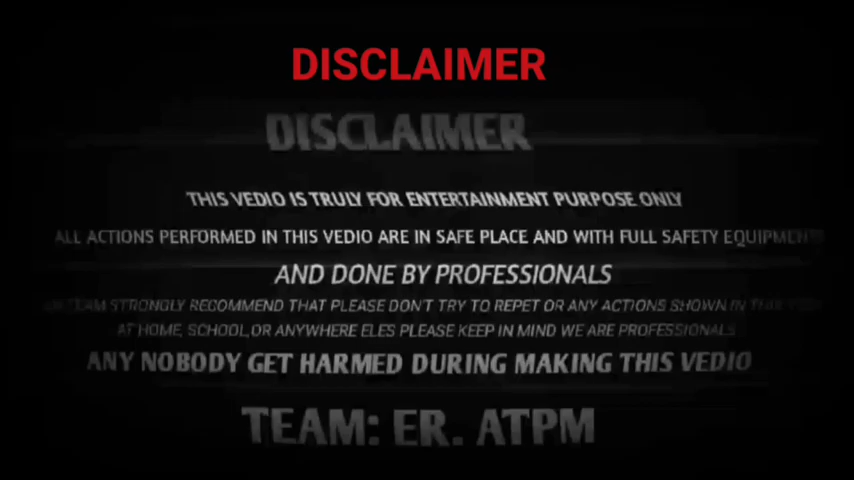 DISCLAIMER
DISCLAIMER
THIS VEDIO IS TRULY FOR ENTERTAINMENT PURPOSE ONLY
ALL ACTIONS PERFORMED IN THIS VEDIO ARE IN SAFE PLACE AND WITH FULL SAFETY EQUIPMENTS
AND DONE BY PROFESSIONALS
TEAM STRONGLY RECOMMEND THAT PLEASE DON'T TRY TO REPET OR ANY ACTIONS SHOWN IN
AT HOME, SCHOOL,OR ANYWHERE ELES PLEASE KEEP IN MIND WE ARE PROFESSIONALS
ANY NOBODY GET HARMED DURING MAKING THIS VEDIO
TEAM: ER. ATPM